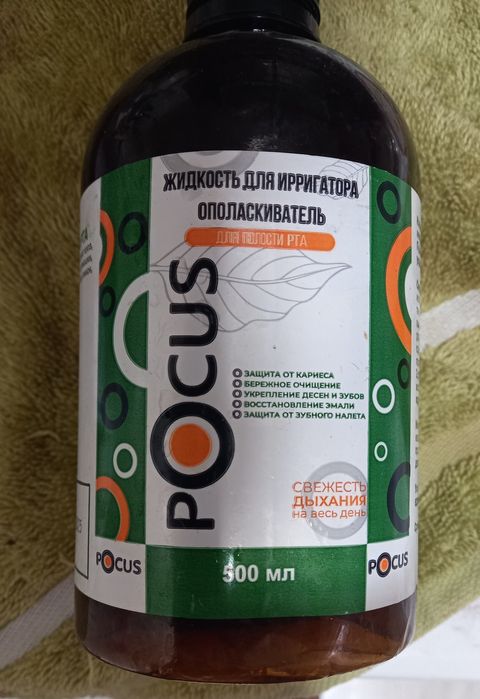 ЖИДКОСТЬ ДЛЯ ИРРИГАТОРА
ОПОЛАСКИВАТЕЛЬ
ДЛЯ ПОЛОСТИ РТА
POCUS
ЗАЩИТА ОТ КАРИЕСА
БЕРЕЖНОЕ ОЧИЩЕНИЕ
УКРЕПЛЕНИЕ ДЕСЕН И ЗУБОВ
ВОССТАНОВЛЕНИЕ ЭМАЛИ
ЗАЩИТА ОТ ЗУБНОГО НАЛЕТА
СВЕЖЕСТЬ
ДЫХАНИЯ
на весь день
POCUS
500 мл
POCUS